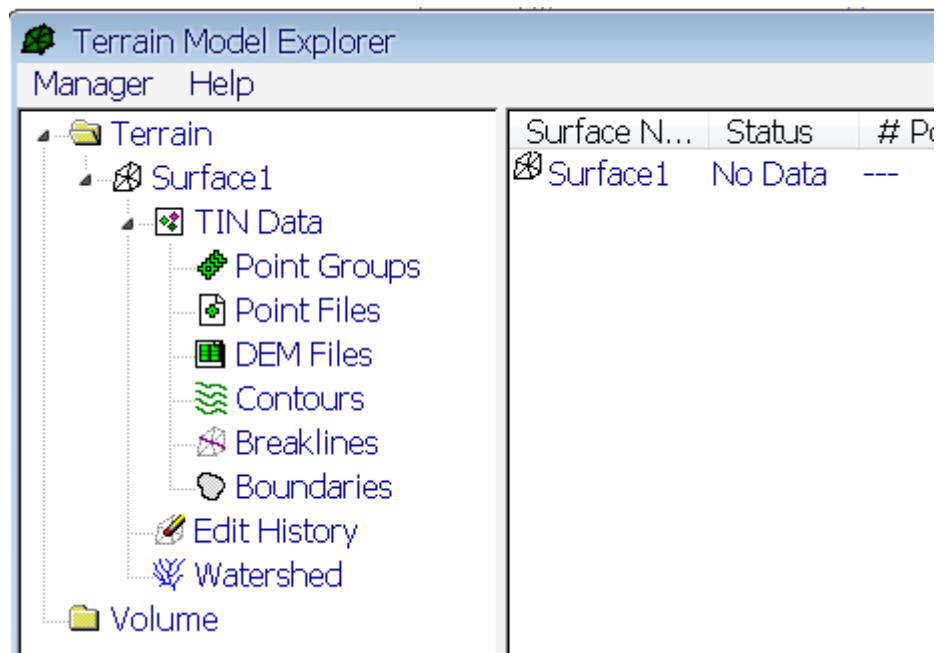 Terrain Model Explorer
Manager Help
Terrain
Surface1
TIN Data
Point Groups
Point Files
DEM Files
Contours
Breaklines
Boundaries
Edit History
Watershed
Volume
Surface N... Status # Po
Surface1 No Data ---